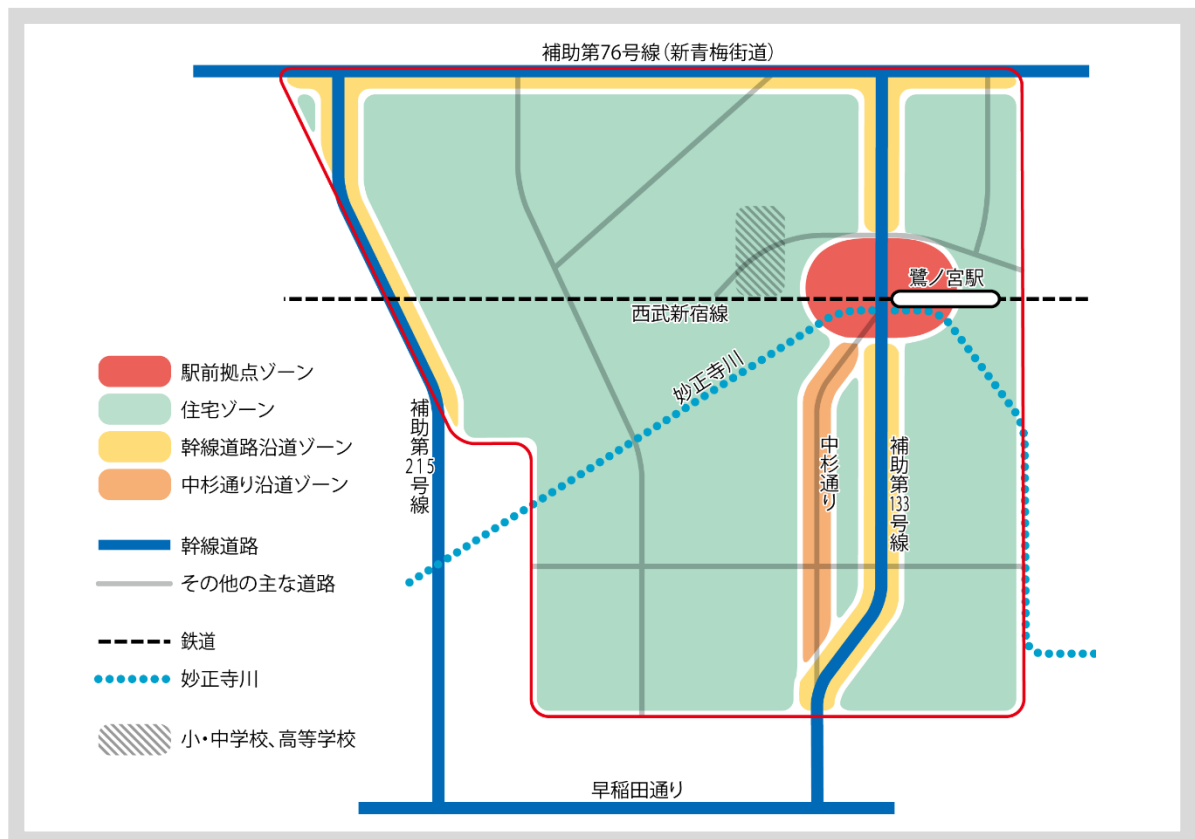 補助第76号線(新青梅街道)
鷺ノ宮駅
西武新宿線
妙正寺川
駅前拠点ゾーン
住宅ゾーン
幹線道路沿道ゾーン
中杉通り沿道ゾーン
幹線道路
その他の主な道路
鉄道
妙正寺川
小・中学校、高等学校
補助第215号線
中杉通り
補助第133号線
早稲田通り